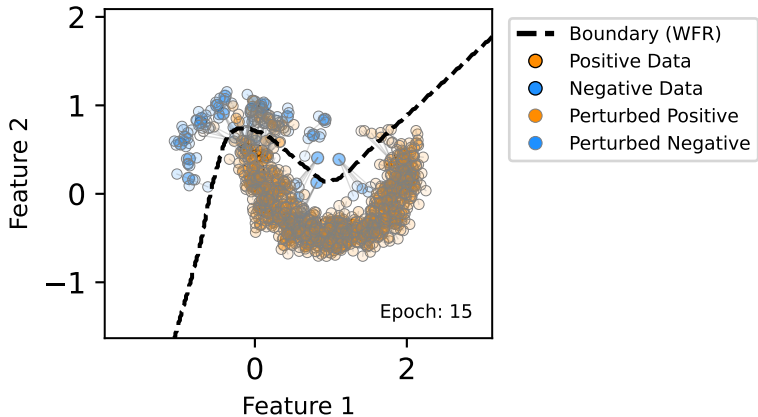 2
1
0
−1
Feature 2
0
2
Feature 1
Epoch: 15
Boundary (WFR)
Positive Data
Negative Data
Perturbed Positive
Perturbed Negative